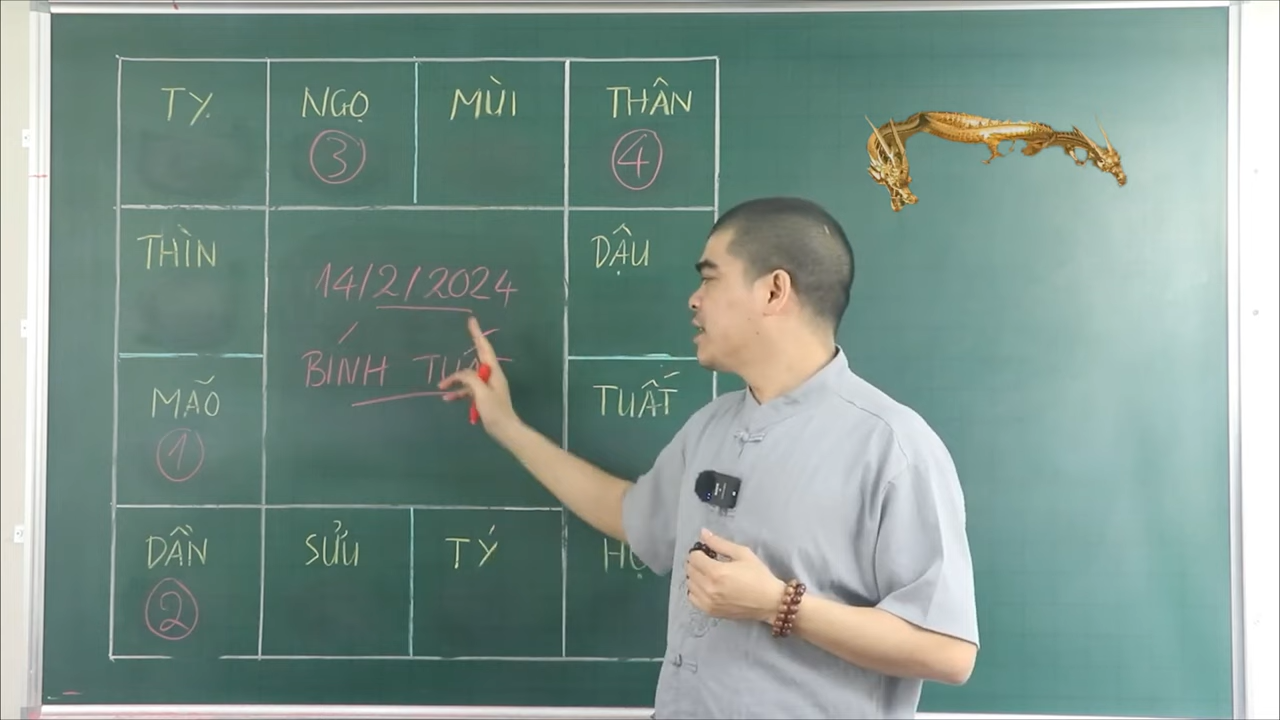 TỴ NGỌ MÙI THÂN
3 4
THÌN DẬU
14/2/2024
BÍNH TUẤT
MÃO TUẤT
1
DẦN SỬU TÝ
2